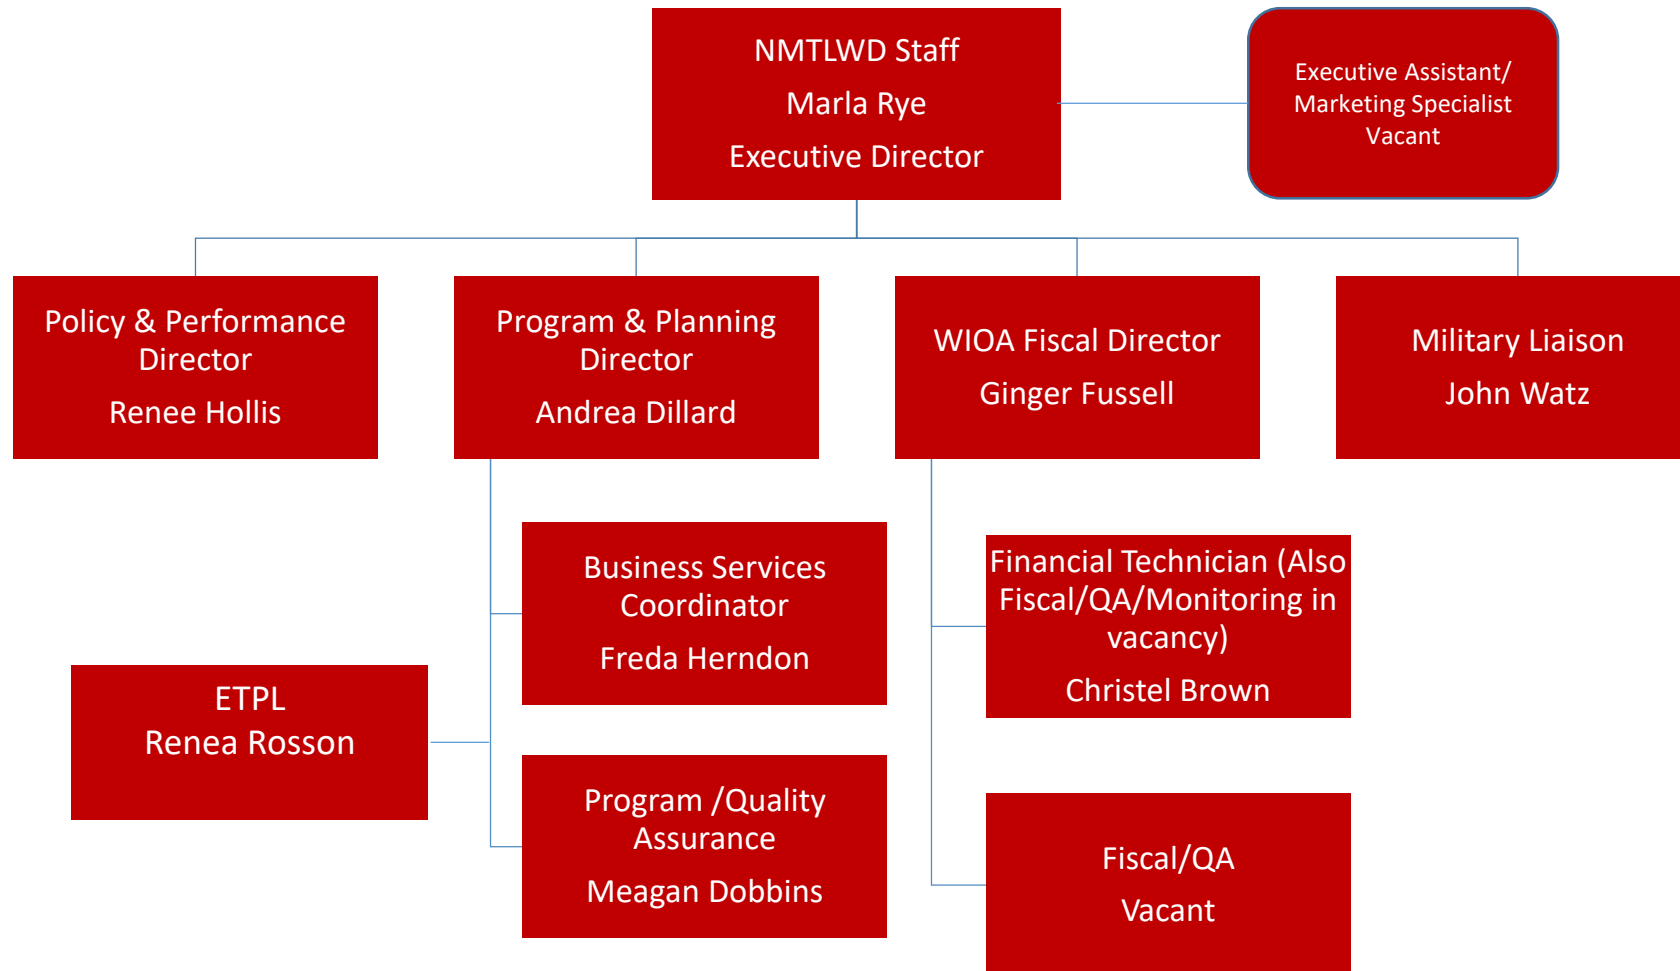 NMTLWD Staff
Marla Rye
Executive Director
Executive Assistant/
Marketing Specialist
Vacant
Policy & Performance
Director
Renee Hollis
Program & Planning
Director
Andrea Dillard
WIOA Fiscal Director
Ginger Fussell
Military Liaison
John Watz
Business Services
Coordinator
Freda Herndon
Financial Technician (Also
Fiscal/QA/Monitoring in
vacancy)
Christel Brown
ETPL
Renea Rosson
Program /Quality
Assurance
Meagan Dobbins
Fiscal/QA
Vacant